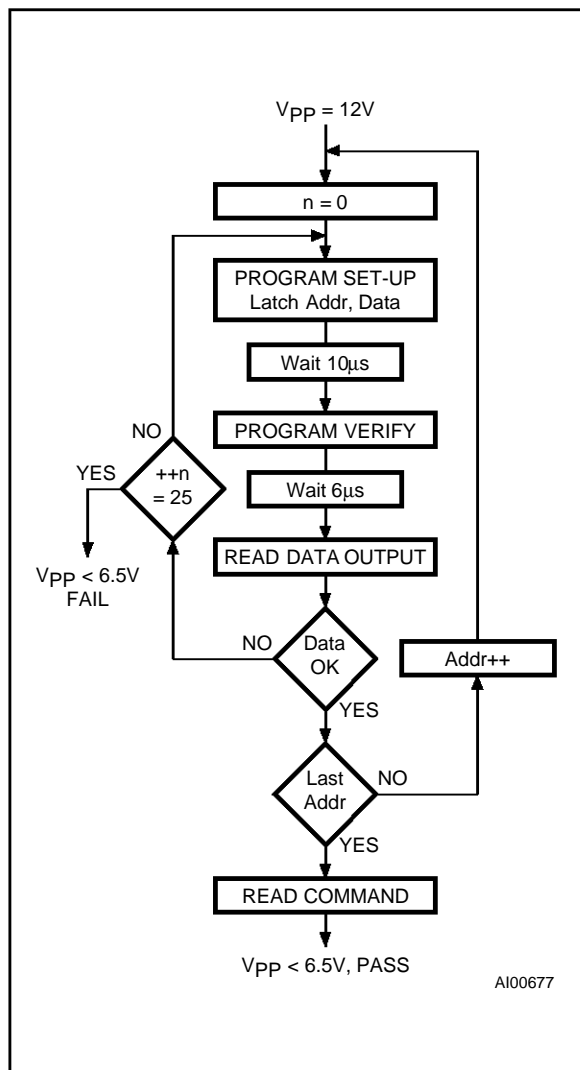 VPP = 12V
n = 0
PROGRAM SET-UP
Latch Addr, Data
Wait 10µs
NO
PROGRAM VERIFY
YES
++n
= 25
Wait 6µs
VPP < 6.5V
FAIL
READ DATA OUTPUT
NO
Data
OK
YES
Addr++
Last
Addr
NO
YES
READ COMMAND
VPP < 6.5V, PASS
AI00677